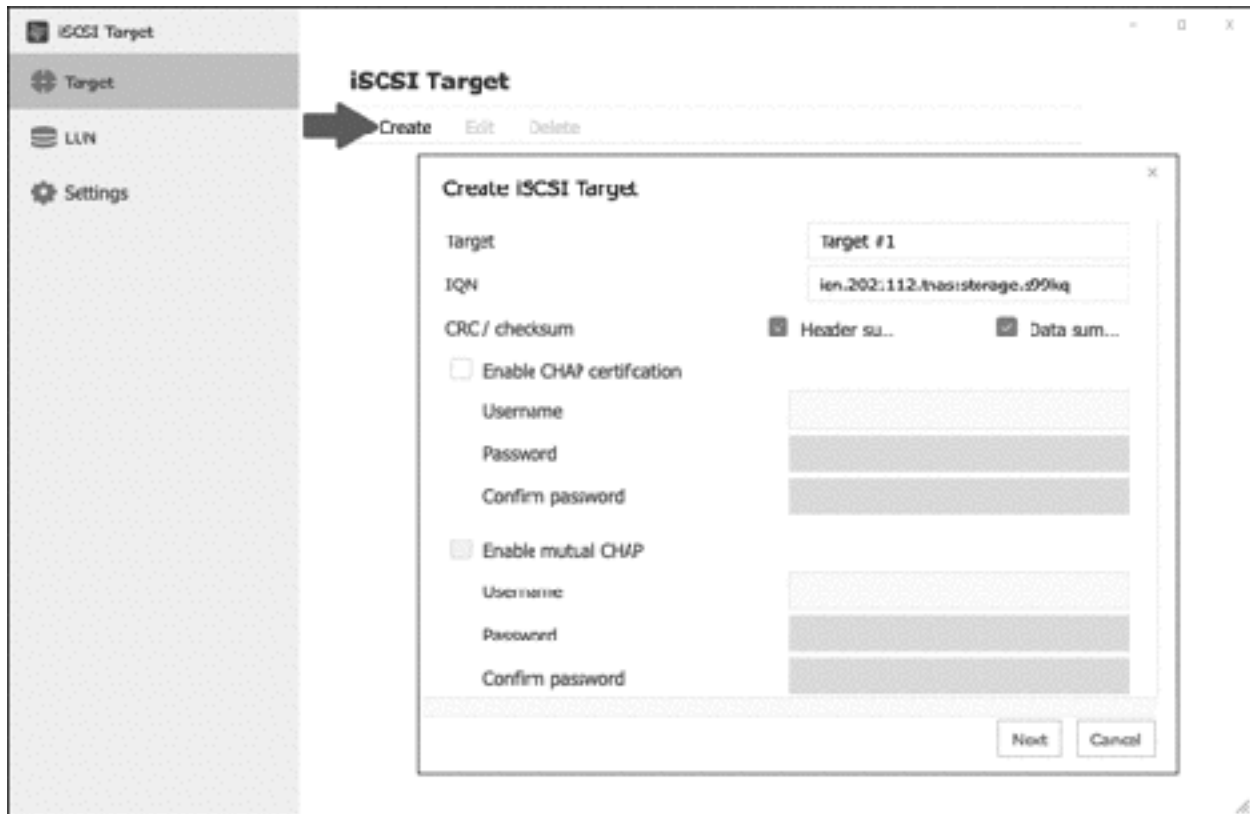 iSCSI Target
Target
LUN
Settings
iSCSI Target
Create Edit Delete
Create iSCSI Target
Target Target #1
IQN
CRC / checksum Header su... Data sum...
Enable CHAP certifcation
Username
Password
Confirm password
Enable mutual CHAP
Username
Password
Confirm password
Next Cancel